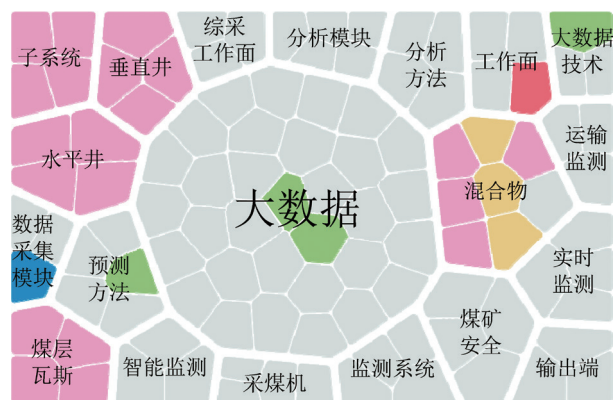 子系统
垂直井
综采
工作面
分析模块
分析
方法
工作面
大数据
技术
水平井
大数据
混合物
运输
监测
数据
采集
模块
预测
方法
实时
监测
煤层
瓦斯
智能监测
采煤机
监测系统
煤矿
安全
输出端